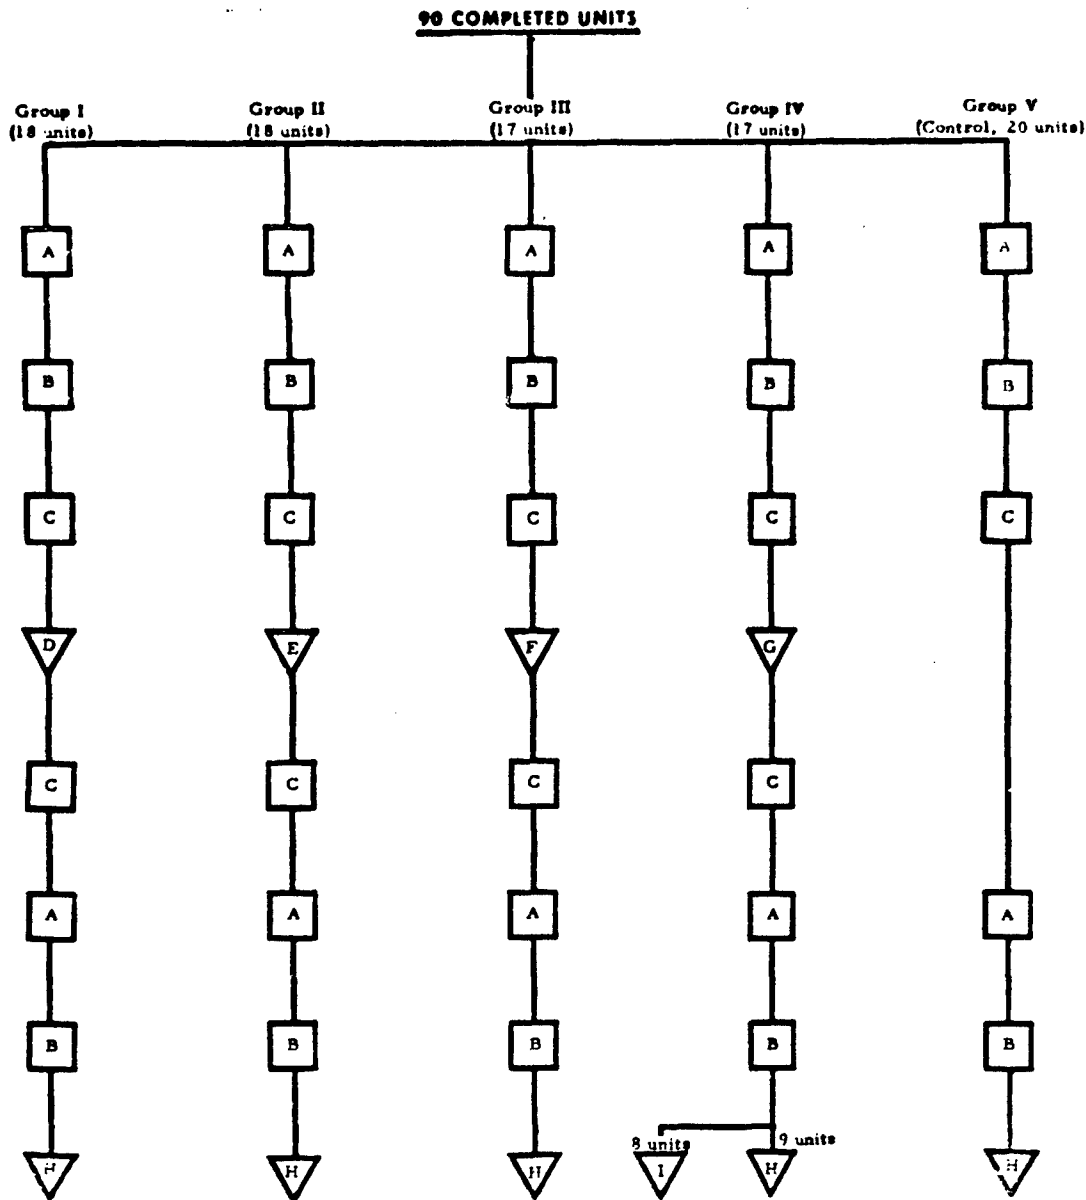 90 COMPLETED UNITS
Group I Group II Group III Group IV Group V
(18 units) (18 units) (17 units) (17 units) (Control, 20 units)
A A A A A
B B B B B
C C C C C
D E F G
C C C C
A A A A A
B B B B B
8 units 9 units
H H H I H H